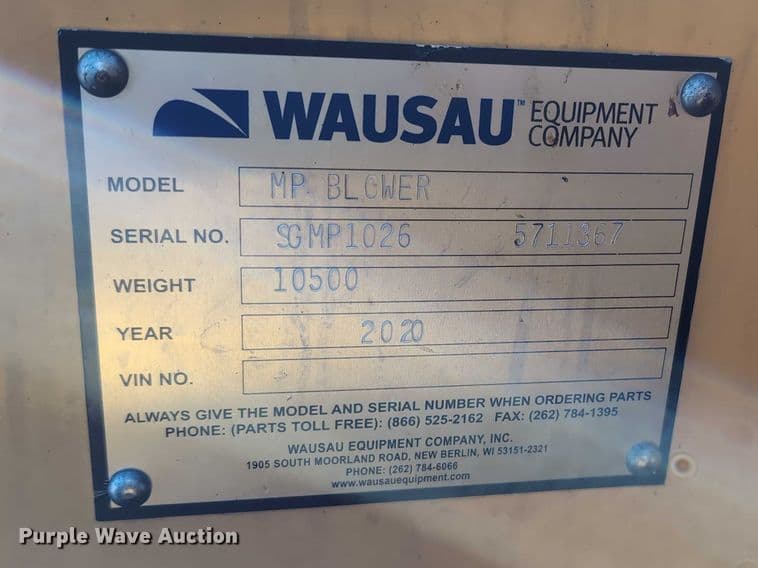 WAUSAU™ EQUIPMENT COMPANY
MODEL MP BLOWER
SERIAL NO. SGMP1026 5711367
WEIGHT 10500
YEAR 2020
VIN NO.
ALWAYS GIVE THE MODEL AND SERIAL NUMBER WHEN ORDERING PARTS
PHONE: (PARTS TOLL FREE): (866) 525-2162 FAX: (262) 784-1395
WAUSAU EQUIPMENT COMPANY, INC.
1905 SOUTH MOORLAND ROAD, NEW BERLIN, WI 53151-2321
PHONE: (262) 784-6066
www.wausauequipment.com
Purple Wave Auction